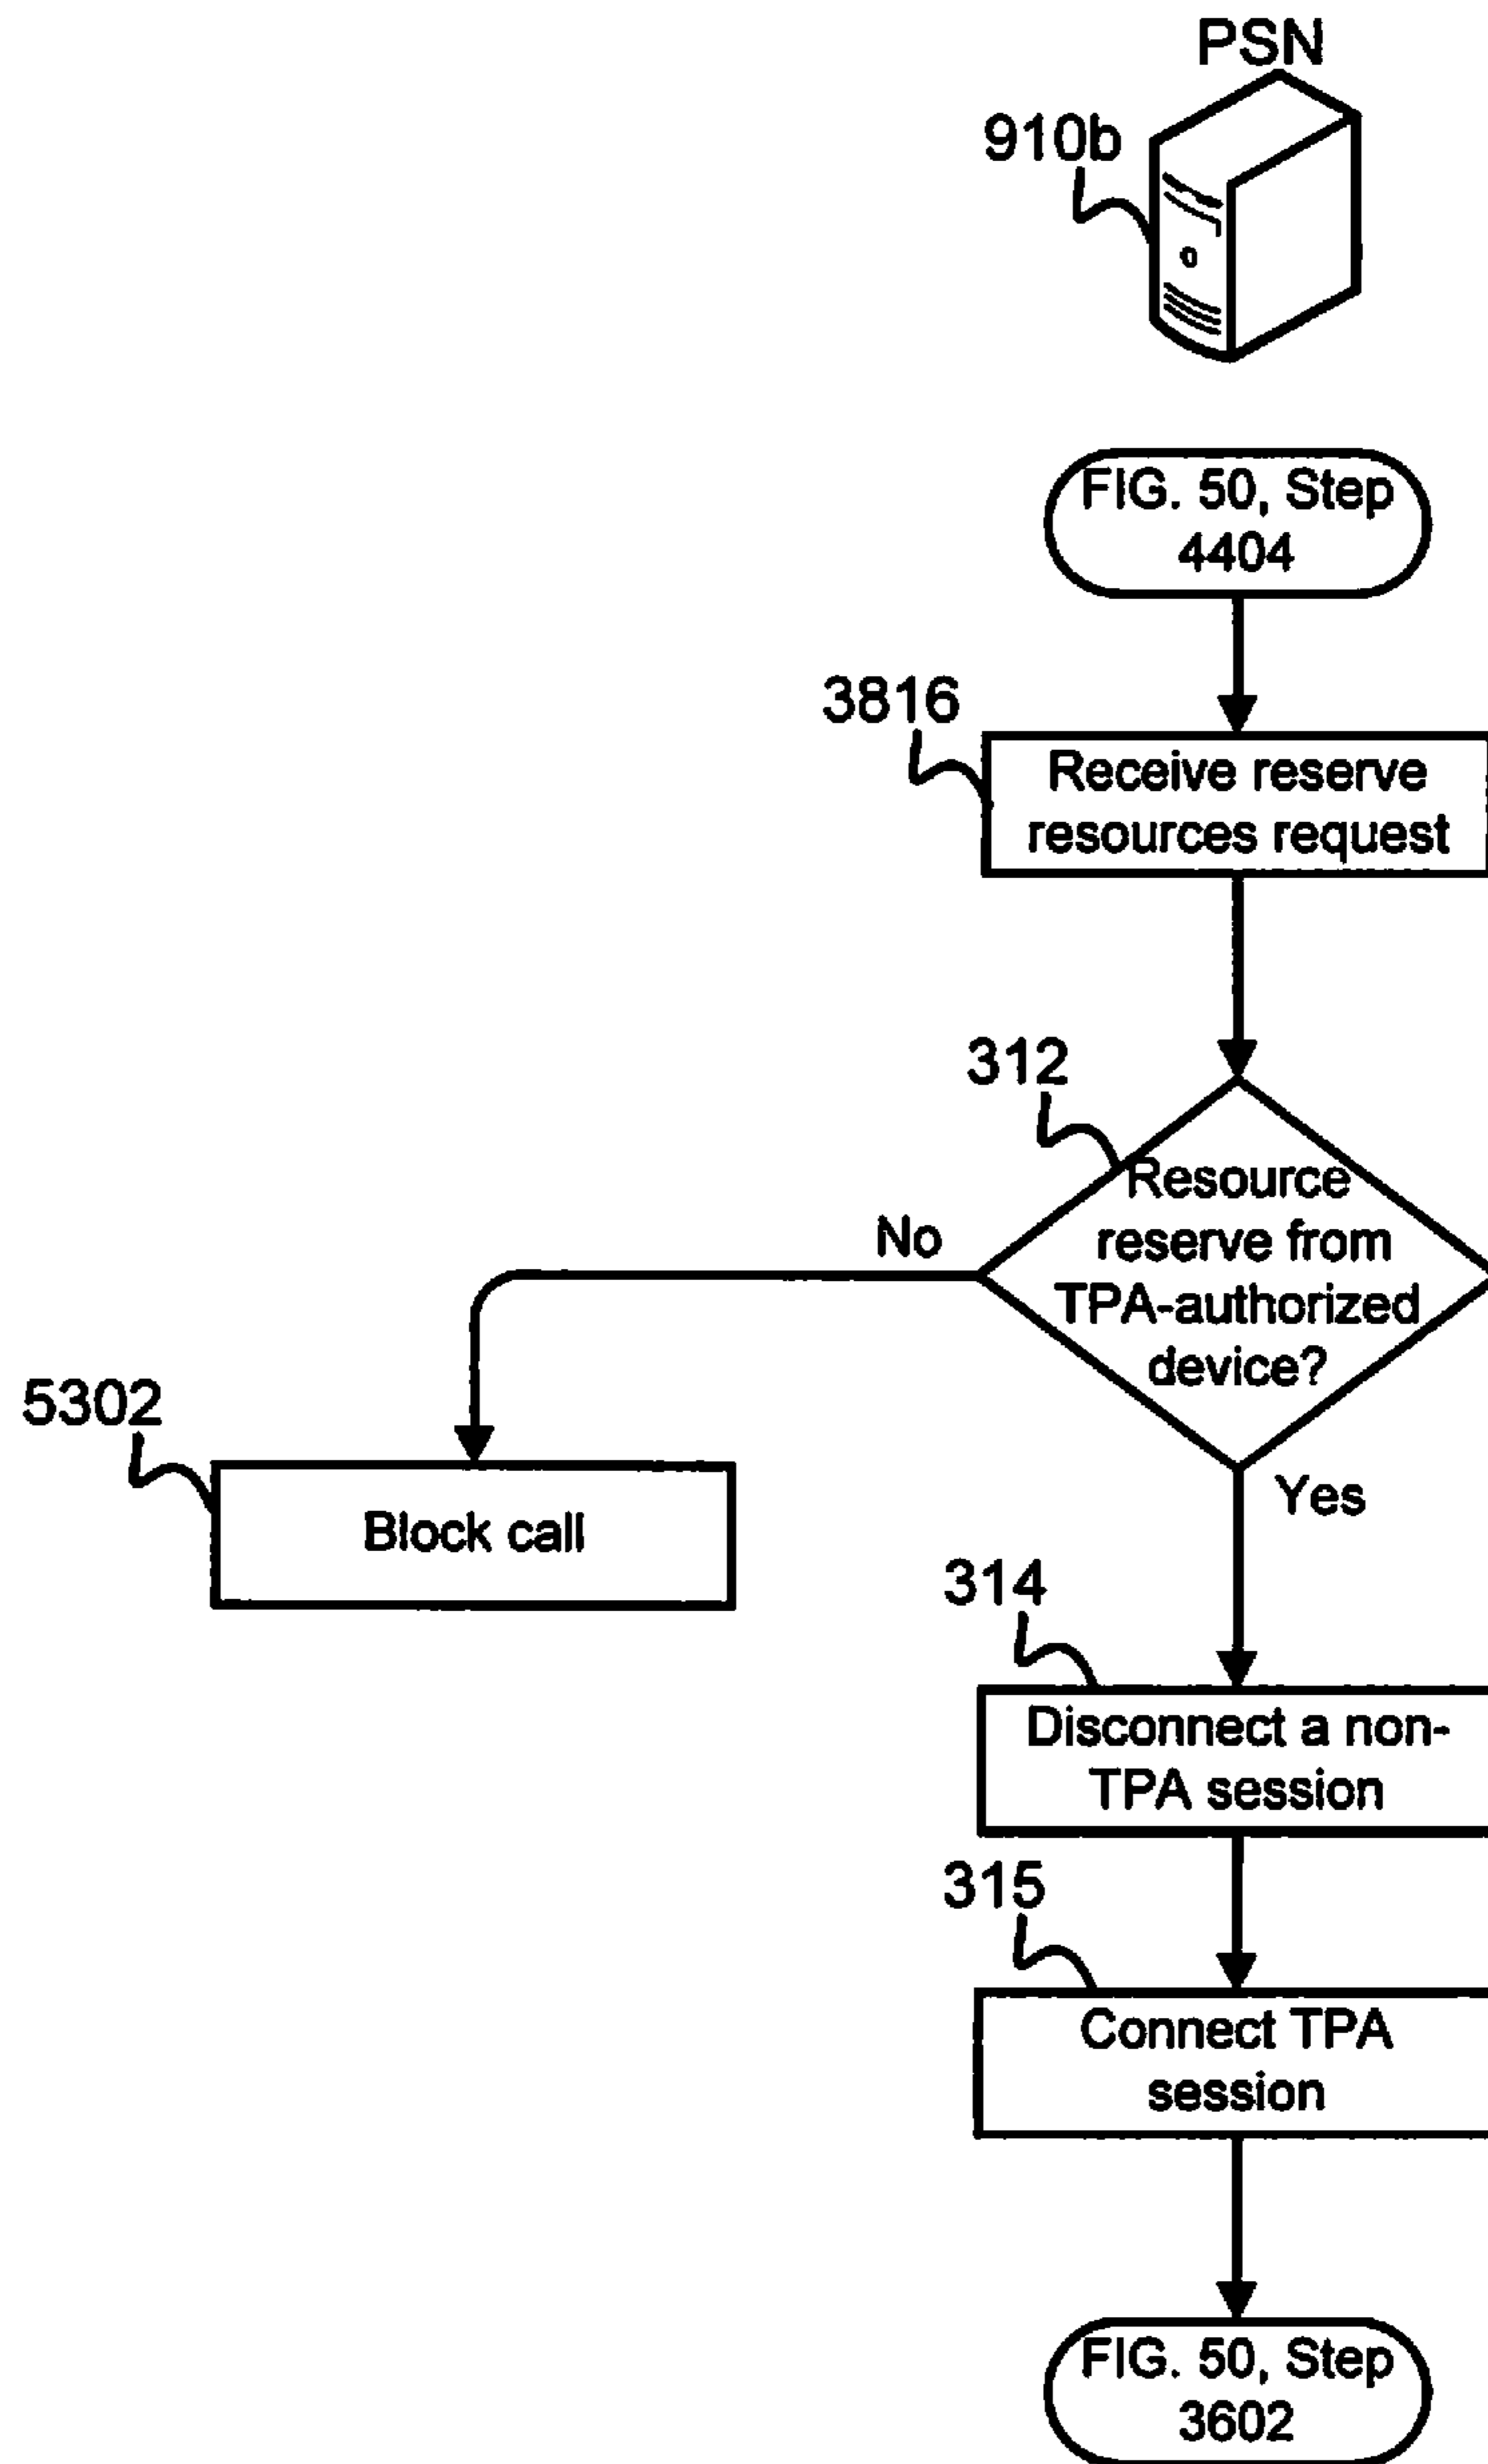 PSN
910b
FIG. 50, Step
4404
3816
Receive reserve
resources request
312
Resource
reserve from
TPA-authorized
device?
No
Yes
5302
Block call
314
Disconnect a non-
TPA session
315
Connect TPA
session
FIG. 50, Step
3602